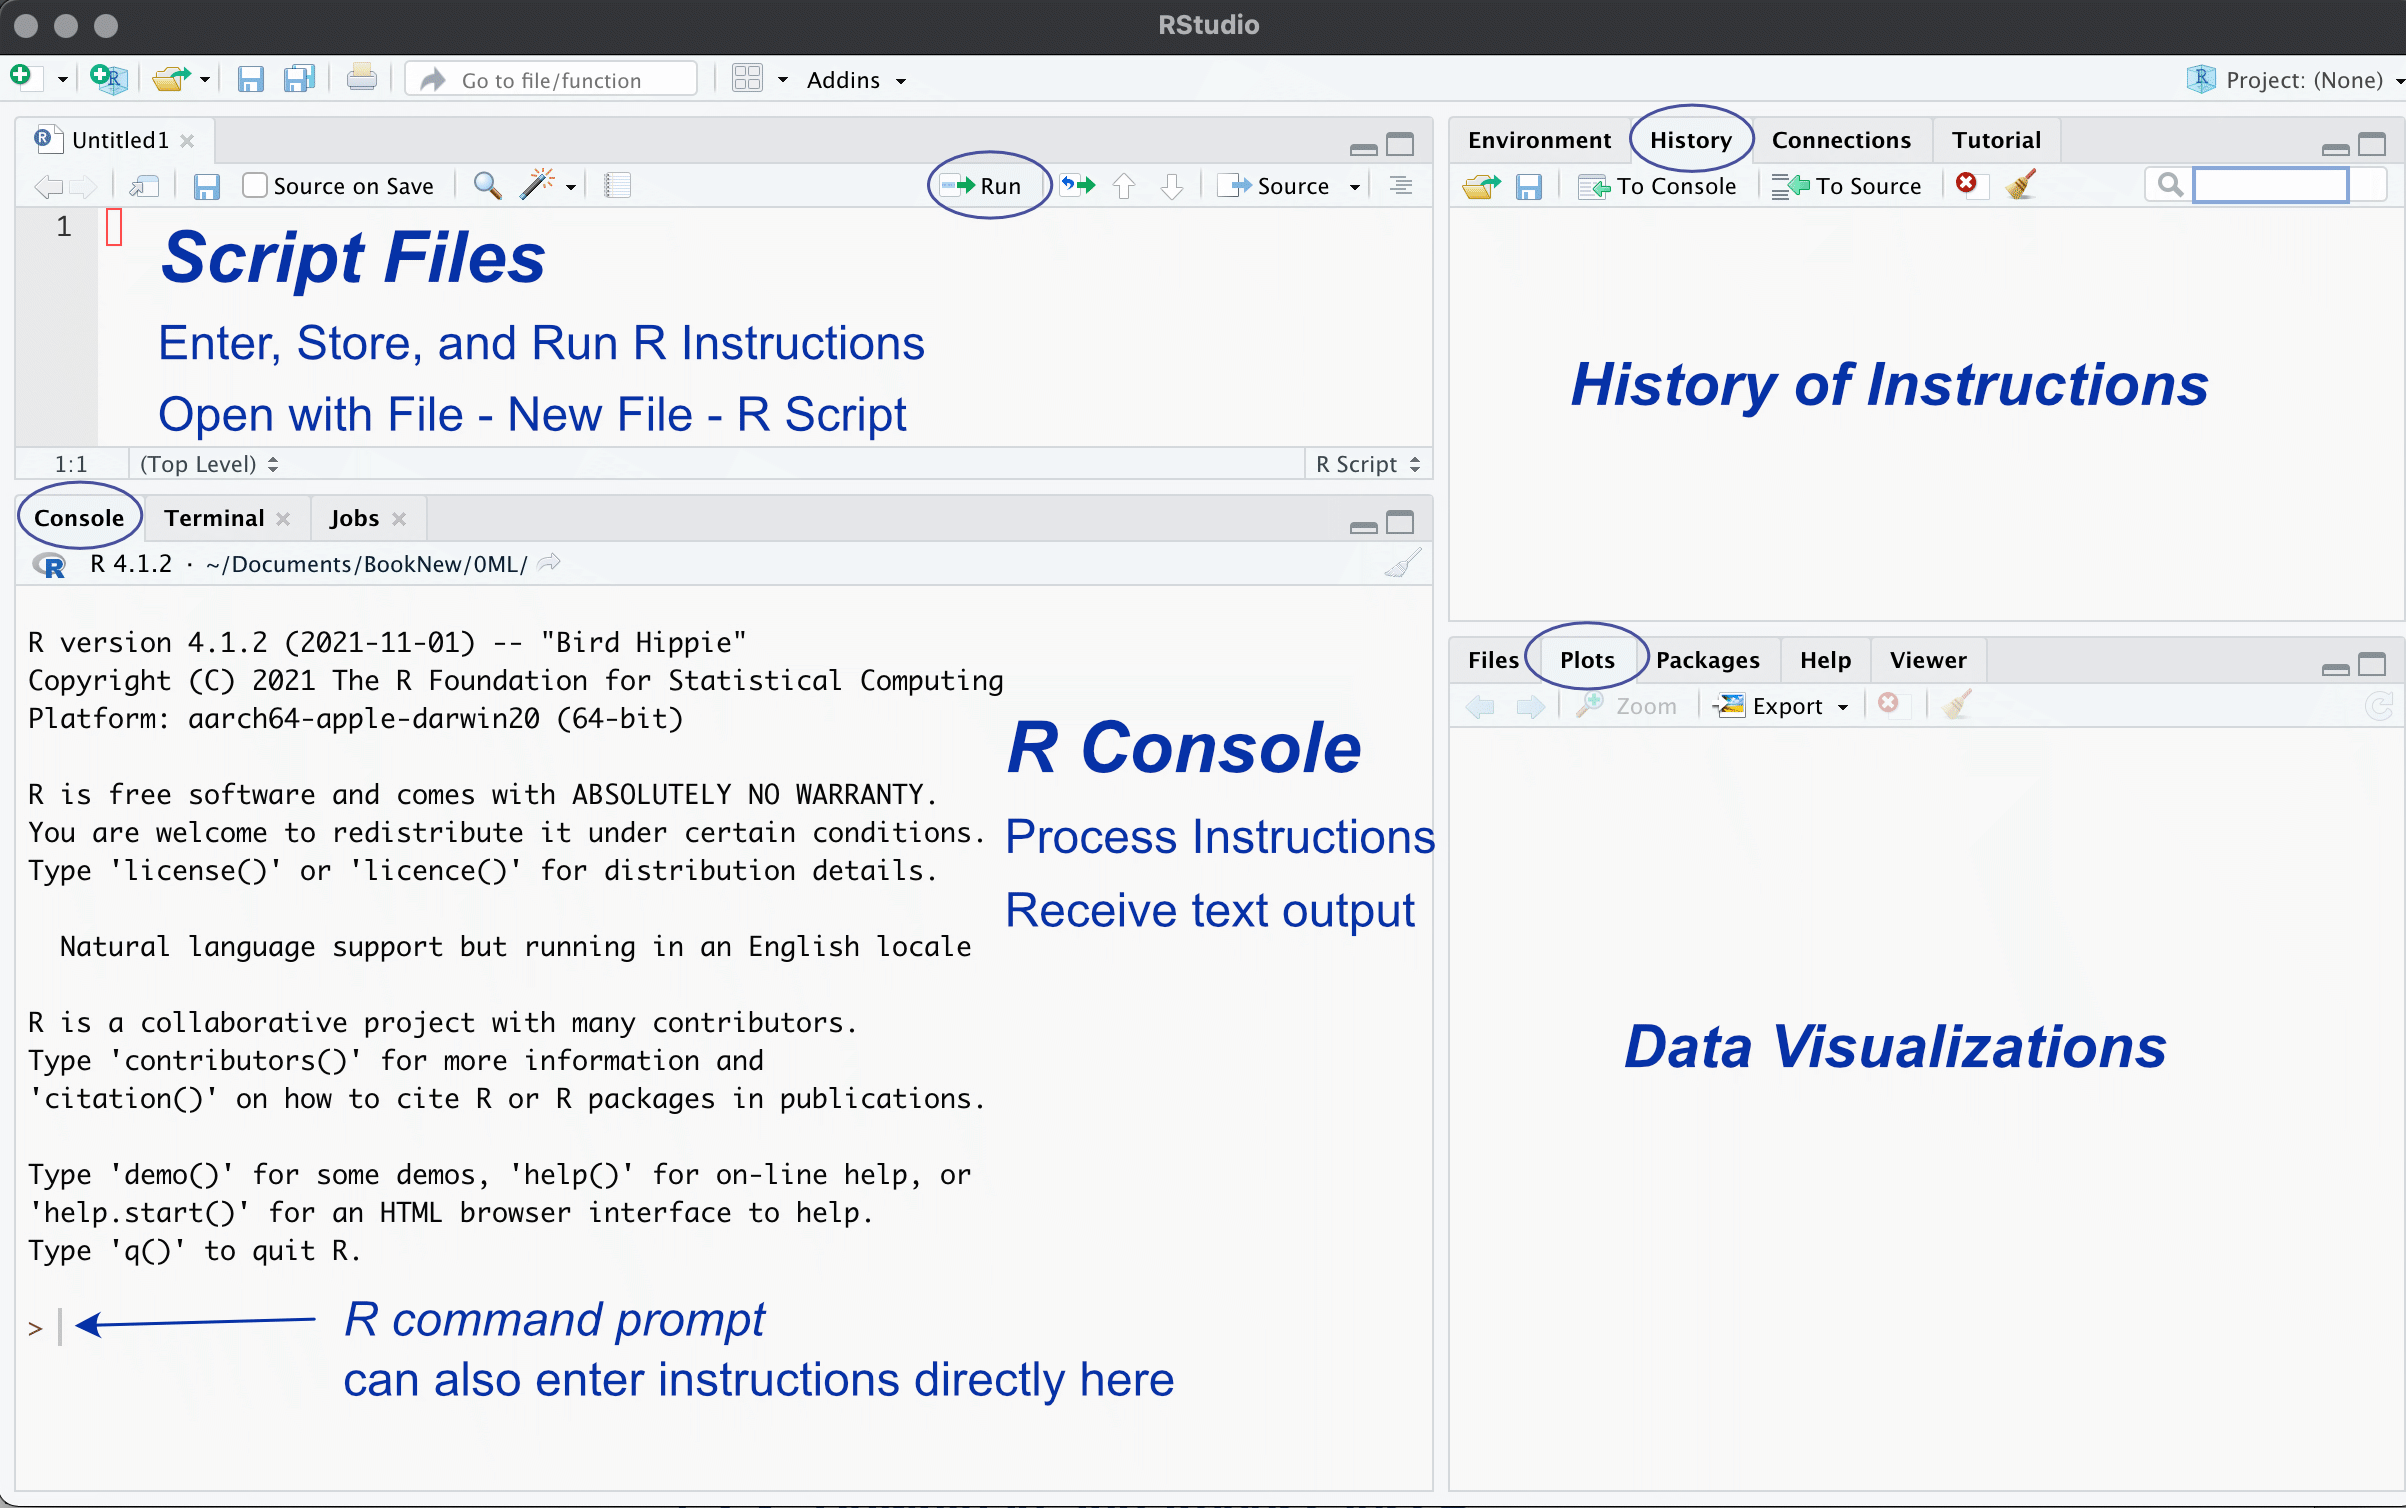 RStudio
Go to file/function
Addins
Project: (None)
Untitled1
Source on Save
Run
Source
1
Script Files
Enter, Store, and Run R Instructions
Open with File - New File - R Script
1:1
(Top Level)
R Script
Environment
History
Connections
Tutorial
To Console
To Source
History of Instructions
Console
Terminal
Jobs
R 4.1.2 · ~/Documents/BookNew/0ML/
R version 4.1.2 (2021-11-01) -- "Bird Hippie"
Copyright (C) 2021 The R Foundation for Statistical Computing
Platform: aarch64-apple-darwin20 (64-bit)
R is free software and comes with ABSOLUTELY NO WARRANTY.
You are welcome to redistribute it under certain conditions.
Type 'license()' or 'licence()' for distribution details.
Natural language support but running in an English locale
R is a collaborative project with many contributors.
Type 'contributors()' for more information and
'citation()' on how to cite R or R packages in publications.
Type 'demo()' for some demos, 'help()' for on-line help, or
'help.start()' for an HTML browser interface to help.
Type 'q()' to quit R.
>
R Console
Process Instructions
Receive text output
R command prompt
can also enter instructions directly here
Files
Plots
Packages
Help
Viewer
Zoom
Export
Data Visualizations